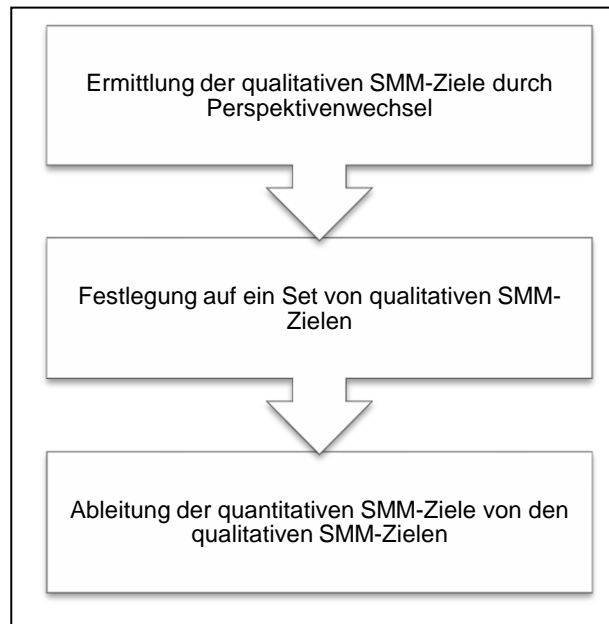 Ermittlung der qualitativen SMM-Ziele durch
Perspektivenwechsel
Festlegung auf ein Set von qualitativen SMM-
Zielen
Ableitung der quantitativen SMM-Ziele von den
qualitativen SMM-Zielen